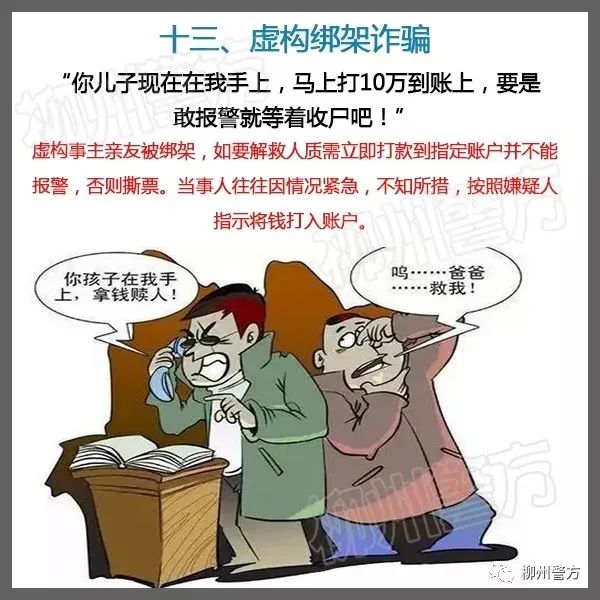 十三、虚构绑架诈骗
“你儿子现在在我手上，马上打10万到账上，要是
敢报警就等着收尸吧！”
虚构事主亲友被绑架，如要解救人质需立即打款到指定账户并不能
报警，否则撕票。当事人往往因情况紧急，不知所措，按照嫌疑人
指示将钱打入账户。
你孩子在我手
上，拿钱赎人！
呜……爸爸
……救我！
柳州警方
柳州警方
柳州警方
柳州警方